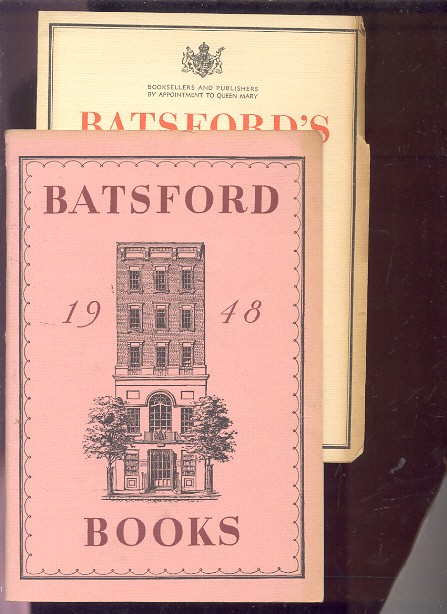 BOOKSELLERS AND PUBLISHERS
BY APPOINTMENT TO QUEEN MARY
BATSFORD'S
BATSFORD
19 48
BOOKS